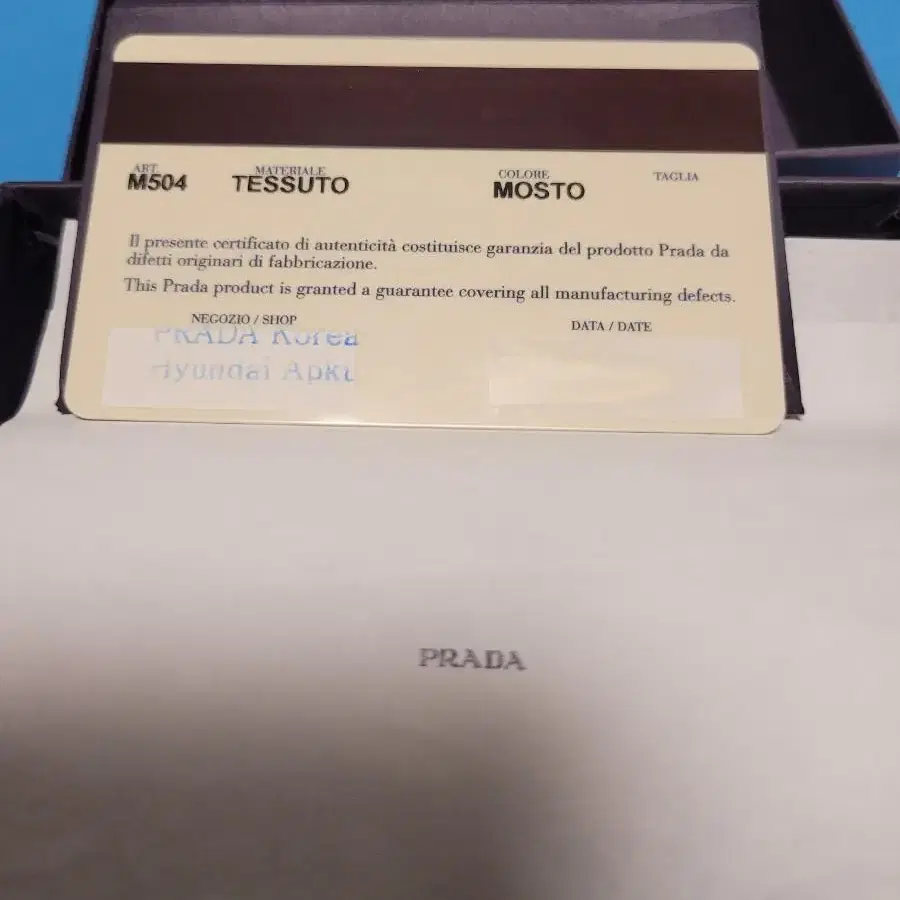 ART. MATERIALE COLORE TAGLIA
M504 TESSUTO MOSTO
Il presente certificato di autenticità costituisce garanzia del prodotto Prada da
difetti originari di fabbricazione.
This Prada product is granted a guarantee covering all manufacturing defects.
NEGOZIO / SHOP DATA / DATE
PRADA Korea
Hyundai
PRADA